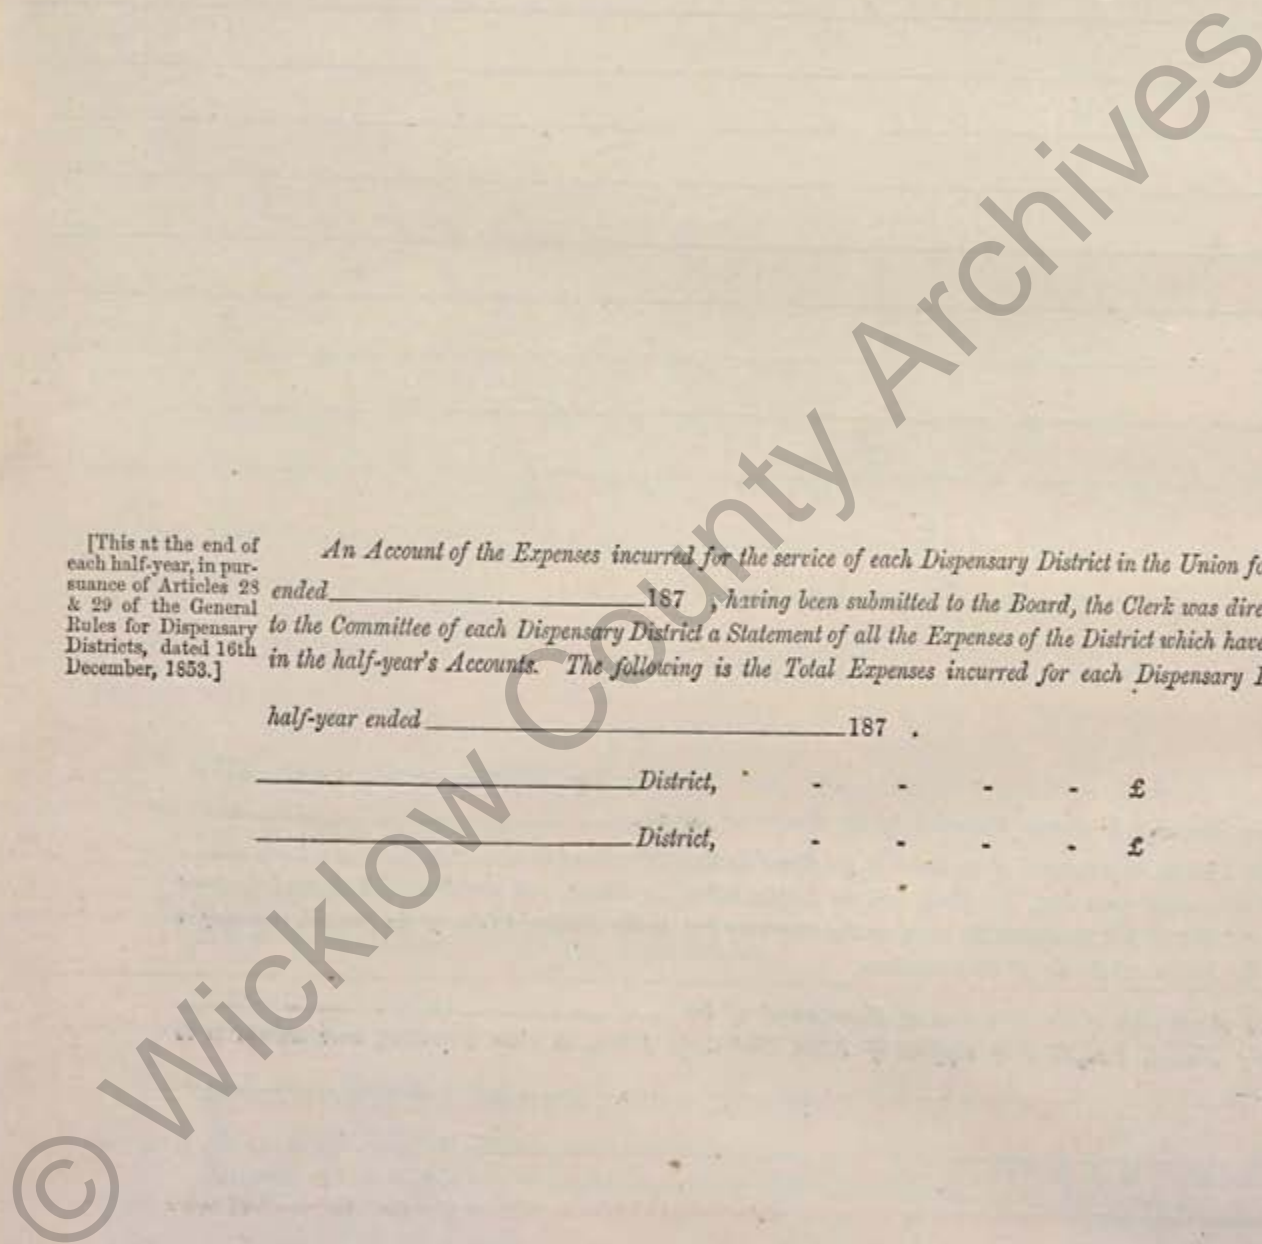 [This at the end of
each half-year, in pur-
suance of Articles 28
& 29 of the General
Rules for Dispensary
Districts, dated 16th
December, 1853.]
An Account of the Expenses incurred for the service of each Dispensary District in the Union fo
ended 187 , having been submitted to the Board, the Clerk was dire
to the Committee of each Dispensary District a Statement of all the Expenses of the District which have
in the half-year's Accounts. The following is the Total Expenses incurred for each Dispensary
half-year ended 187 .
District, - - - - £
District, - - - - £
© Wicklow County Archives